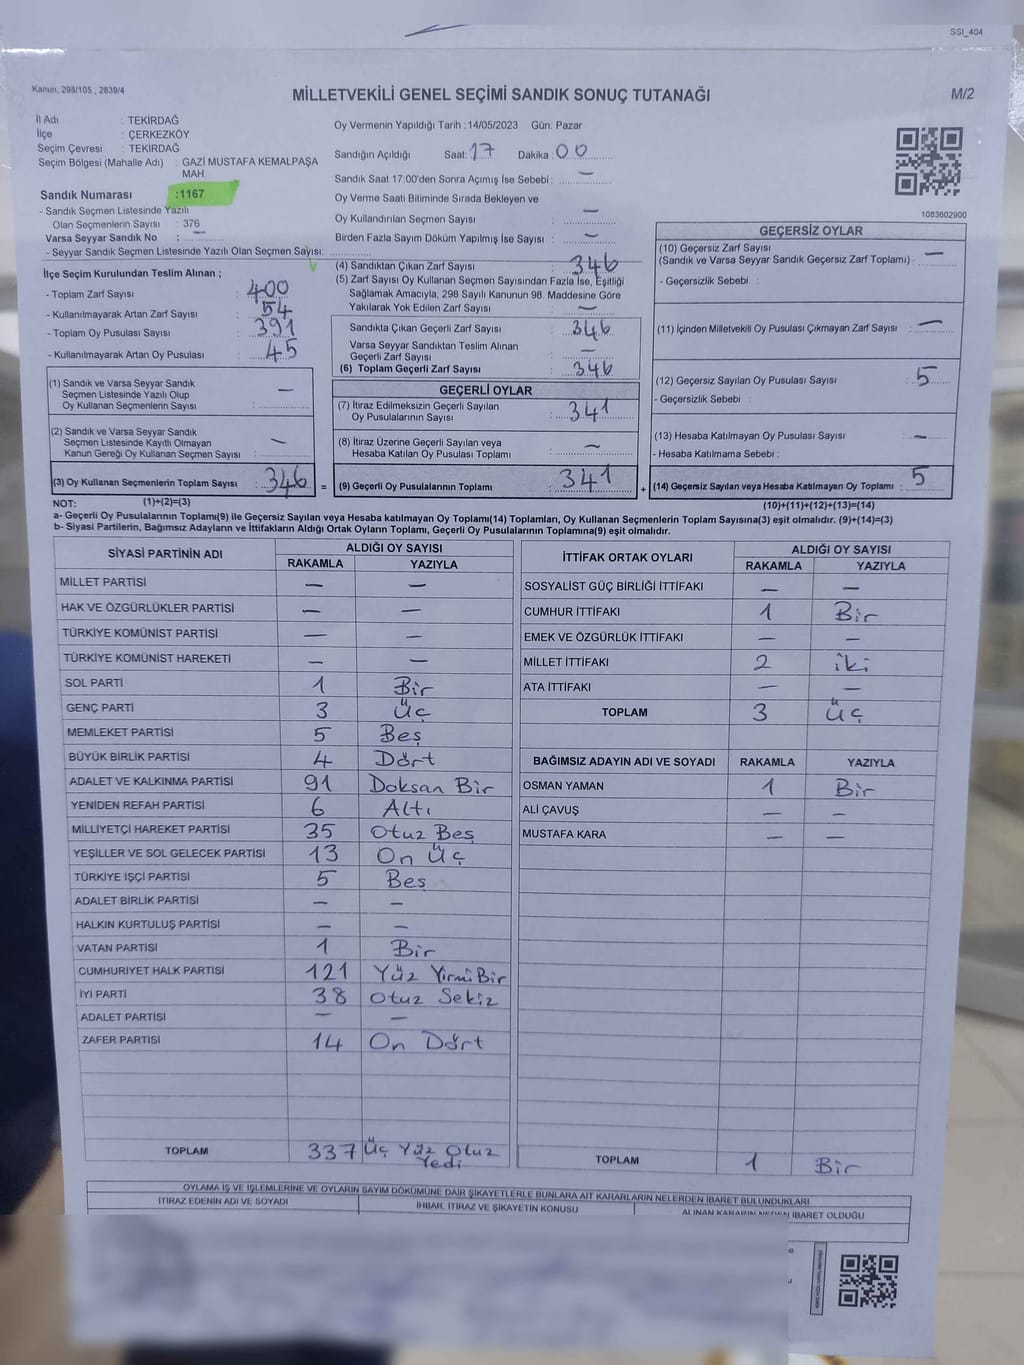 SSI_404
Kanun, 298/105 , 2839/4
MİLLETVEKİLİ GENEL SEÇİMİ SANDIK SONUÇ TUTANAĞI
M/2
İl Adı : TEKİRDAĞ
İlçe : ÇERKEZKÖY
Seçim Çevresi : TEKİRDAĞ
Seçim Bölgesi (Mahalle Adı) : GAZİ MUSTAFA KEMALPAŞA MAH.
Sandık Numarası :1167
- Sandık Seçmen Listesinde Yazılı
Olan Seçmenlerin Sayısı : 376
Varsa Seyyar Sandık No : —
- Seyyar Sandık Seçmen Listesinde Yazılı Olan Seçmen Sayısı:
İlçe Seçim Kurulundan Teslim Alınan ;
- Toplam Zarf Sayısı : 400
- Kullanılmayarak Artan Zarf Sayısı : 54
- Toplam Oy Pusulası Sayısı : 391
- Kullanılmayarak Artan Oy Pusulası : 45
Oy Vermenin Yapıldığı Tarih :14/05/2023 Gün: Pazar
Sandığın Açıldığı Saat: 17 Dakika: 00
Sandık Saat 17:00'den Sonra Açımış İse Sebebi : —
Oy Verme Saati Bitiminde Sırada Bekleyen ve
Oy Kullandırılan Seçmen Sayısı : —
Birden Fazla Sayım Döküm Yapılmış İse Sayısı : —
(4) Sandıktan Çıkan Zarf Sayısı : 346
(5) Zarf Sayısı Oy Kullanan Seçmen Sayısından Fazla İse, Eşitliği
Sağlamak Amacıyla, 298 Sayılı Kanunun 98. Maddesine Göre
Yakılarak Yok Edilen Zarf Sayısı : —
Sandıkta Çıkan Geçerli Zarf Sayısı : 346
Varsa Seyyar Sandıktan Teslim Alınan
Geçerli Zarf Sayısı : —
(6) Toplam Geçerli Zarf Sayısı : 346
1083602900
GEÇERSİZ OYLAR
(10) Geçersiz Zarf Sayısı
(Sandık ve Varsa Seyyar Sandık Geçersiz Zarf Toplamı) : —
- Geçersizlik Sebebi :
(11) İçinden Milletvekili Oy Pusulası Çıkmayan Zarf Sayısı : —
(12) Geçersiz Sayılan Oy Pusulası Sayısı : 5
- Geçersizlik Sebebi :
(13) Hesaba Katılmayan Oy Pusulası Sayısı : —
- Hesaba Katılmama Sebebi :
(1) Sandık ve Varsa Seyyar Sandık
Seçmen Listesinde Yazılı Olup
Oy Kullanan Seçmenlerin Sayısı : —
(2) Sandık ve Varsa Seyyar Sandık
Seçmen Listesinde Kayıtlı Olmayan
Kanun Gereği Oy Kullanan Seçmen Sayısı : —
GEÇERLİ OYLAR
(7) İtiraz Edilmeksizin Geçerli Sayılan
Oy Pusulalarının Sayısı : 341
(8) İtiraz Üzerine Geçerli Sayılan veya
Hesaba Katılan Oy Pusulası Toplamı : —
(3) Oy Kullanan Seçmenlerin Toplam Sayısı : 346 = (9) Geçerli Oy Pusulalarının Toplamı : 341 + (14) Geçersiz Sayılan veya Hesaba Katılmayan Oy Toplamı : 5
NOT: (1)+(2)=(3) (10)+(11)+(12)+(13)=(14)
a- Geçerli Oy Pusulalarının Toplamı(9) ile Geçersiz Sayılan veya Hesaba katılmayan Oy Toplamı(14) Toplamları, Oy Kullanan Seçmenlerin Toplam Sayısına(3) eşit olmalıdır. (9)+(14)=(3)
b- Siyasi Partilerin, Bağımsız Adayların ve İttifakların Aldığı Oyların Toplamı, Geçerli Oy Pusulalarının Toplamına(9) eşit olmalıdır.
SİYASİ PARTİNİN ADI ALDIĞI OY SAYISI
RAKAMLA YAZIYLA
MİLLET PARTİSİ — —
HAK VE ÖZGÜRLÜKLER PARTİSİ — —
TÜRKİYE KOMÜNİST PARTİSİ — —
TÜRKİYE KOMÜNİST HAREKETİ — —
SOL PARTİ 1 Bir
GENÇ PARTİ 3 Üç
MEMLEKET PARTİSİ 5 Beş
BÜYÜK BİRLİK PARTİSİ 4 Dört
ADALET VE KALKINMA PARTİSİ 91 Doksan Bir
YENİDEN REFAH PARTİSİ 6 Altı
MİLLİYETÇİ HAREKET PARTİSİ 35 Otuz Beş
YEŞİLLER VE SOL GELECEK PARTİSİ 13 On Üç
TÜRKİYE İŞÇİ PARTİSİ 5 Beş
ADALET BİRLİK PARTİSİ — —
HALKIN KURTULUŞ PARTİSİ — —
VATAN PARTİSİ 1 Bir
CUMHURİYET HALK PARTİSİ 121 Yüz Yirmi Bir
İYİ PARTİ 38 Otuz Sekiz
ADALET PARTİSİ — —
ZAFER PARTİSİ 14 On Dört
TOPLAM 337 Üç Yüz Otuz Yedi
İTTİFAK ORTAK OYLARI ALDIĞI OY SAYISI
RAKAMLA YAZIYLA
SOSYALİST GÜÇ BİRLİĞİ İTTİFAKI — —
CUMHUR İTTİFAKI 1 Bir
EMEK VE ÖZGÜRLÜK İTTİFAKI — —
MİLLET İTTİFAKI 2 iki
ATA İTTİFAKI — —
TOPLAM 3 Üç
BAĞIMSIZ ADAYIN ADI VE SOYADI RAKAMLA YAZIYLA
OSMAN YAMAN 1 Bir
ALİ ÇAVUŞ — —
MUSTAFA KARA — —
TOPLAM 1 Bir
OYLAMA İŞ VE İŞLEMLERİNE VE OYLARIN SAYIM DÖKÜMÜNE DAİR ŞİKAYETLERLE BUNLARA AİT KARARLARIN NELERDEN İBARET BULUNDUKLARI
İTİRAZ EDENİN ADI VE SOYADI İHBAR, İTİRAZ VE ŞİKAYETİN KONUSU ALINAN KARARIN NEDEN İBARET OLDUĞU